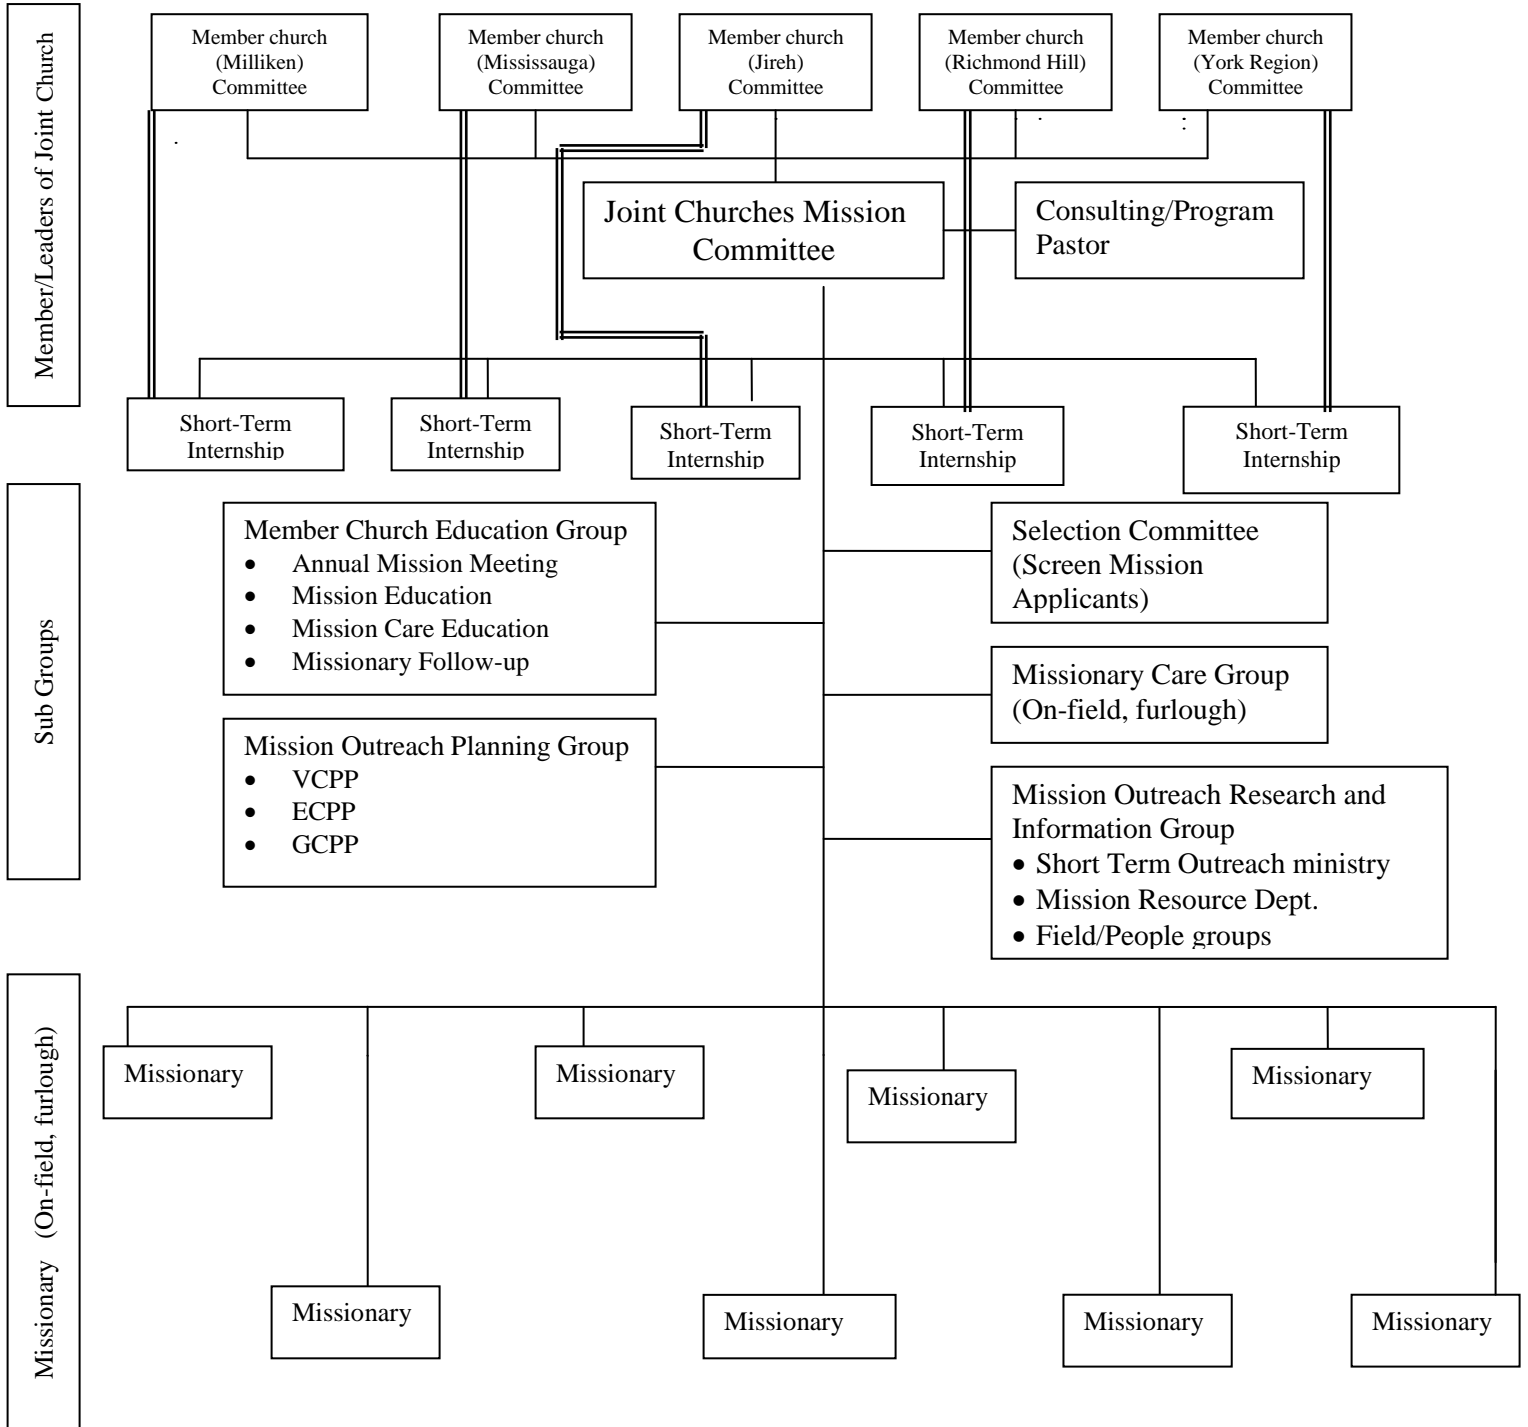 Member/Leaders of Joint Church
Member church
(Milliken)
Committee
Member church
(Mississauga)
Committee
Member church
(Jireh)
Committee
Member church
(Richmond Hill)
Committee
Member church
(York Region)
Committee
Joint Churches Mission
Committee
Consulting/Program
Pastor
Short-Term
Internship
Short-Term
Internship
Short-Term
Internship
Short-Term
Internship
Short-Term
Internship
Sub Groups
Member Church Education Group
• Annual Mission Meeting
• Mission Education
• Mission Care Education
• Missionary Follow-up
Selection Committee
(Screen Mission
Applicants)
Missionary Care Group
(On-field, furlough)
Mission Outreach Planning Group
• VCPP
• ECPP
• GCPP
Mission Outreach Research and
Information Group
• Short Term Outreach ministry
• Mission Resource Dept.
• Field/People groups
Missionary (On-field, furlough)
Missionary
Missionary
Missionary
Missionary
Missionary
Missionary
Missionary
Missionary